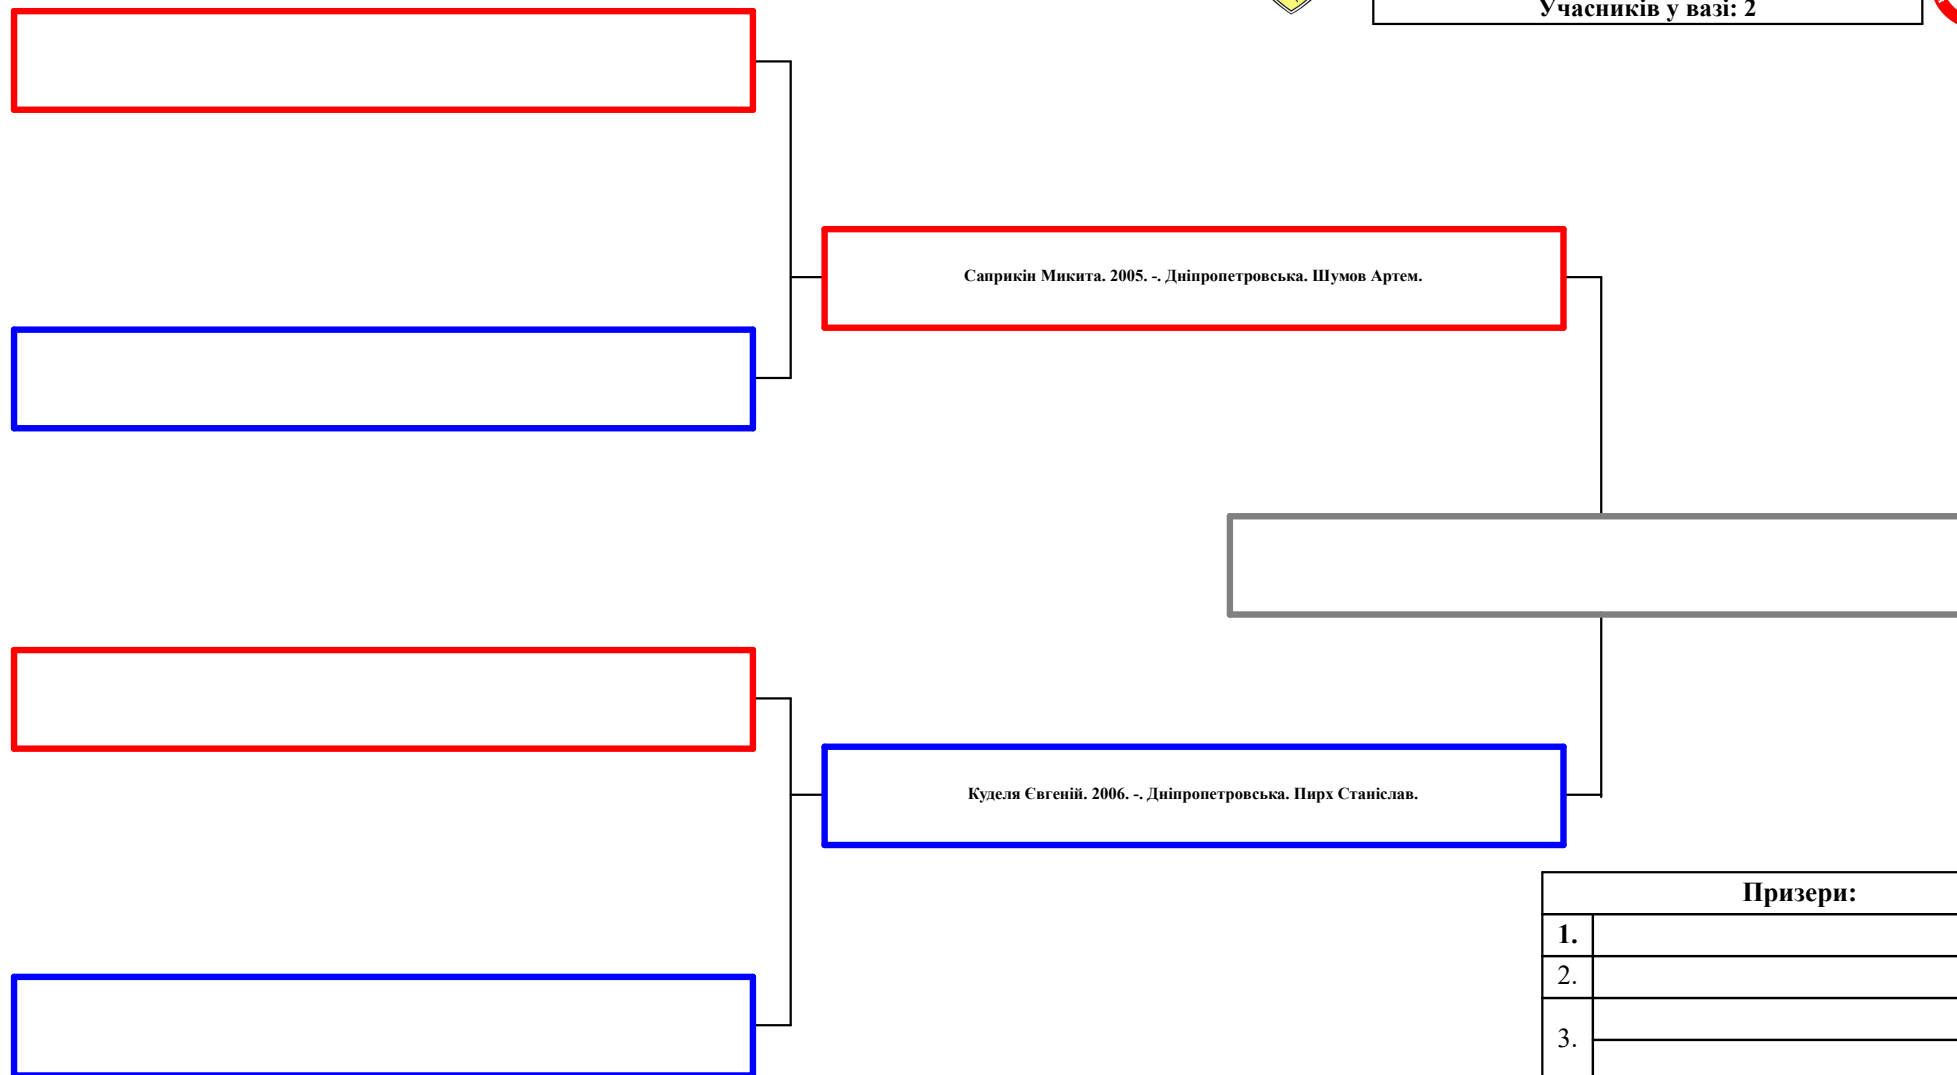 Учасників у вазі: 2
Саприкін Микита. 2005. -. Дніпропетровська. Шумов Артем.
Куделя Євгеній. 2006. -. Дніпропетровська. Пирх Станіслав.
Призери:
1.
2.
3.